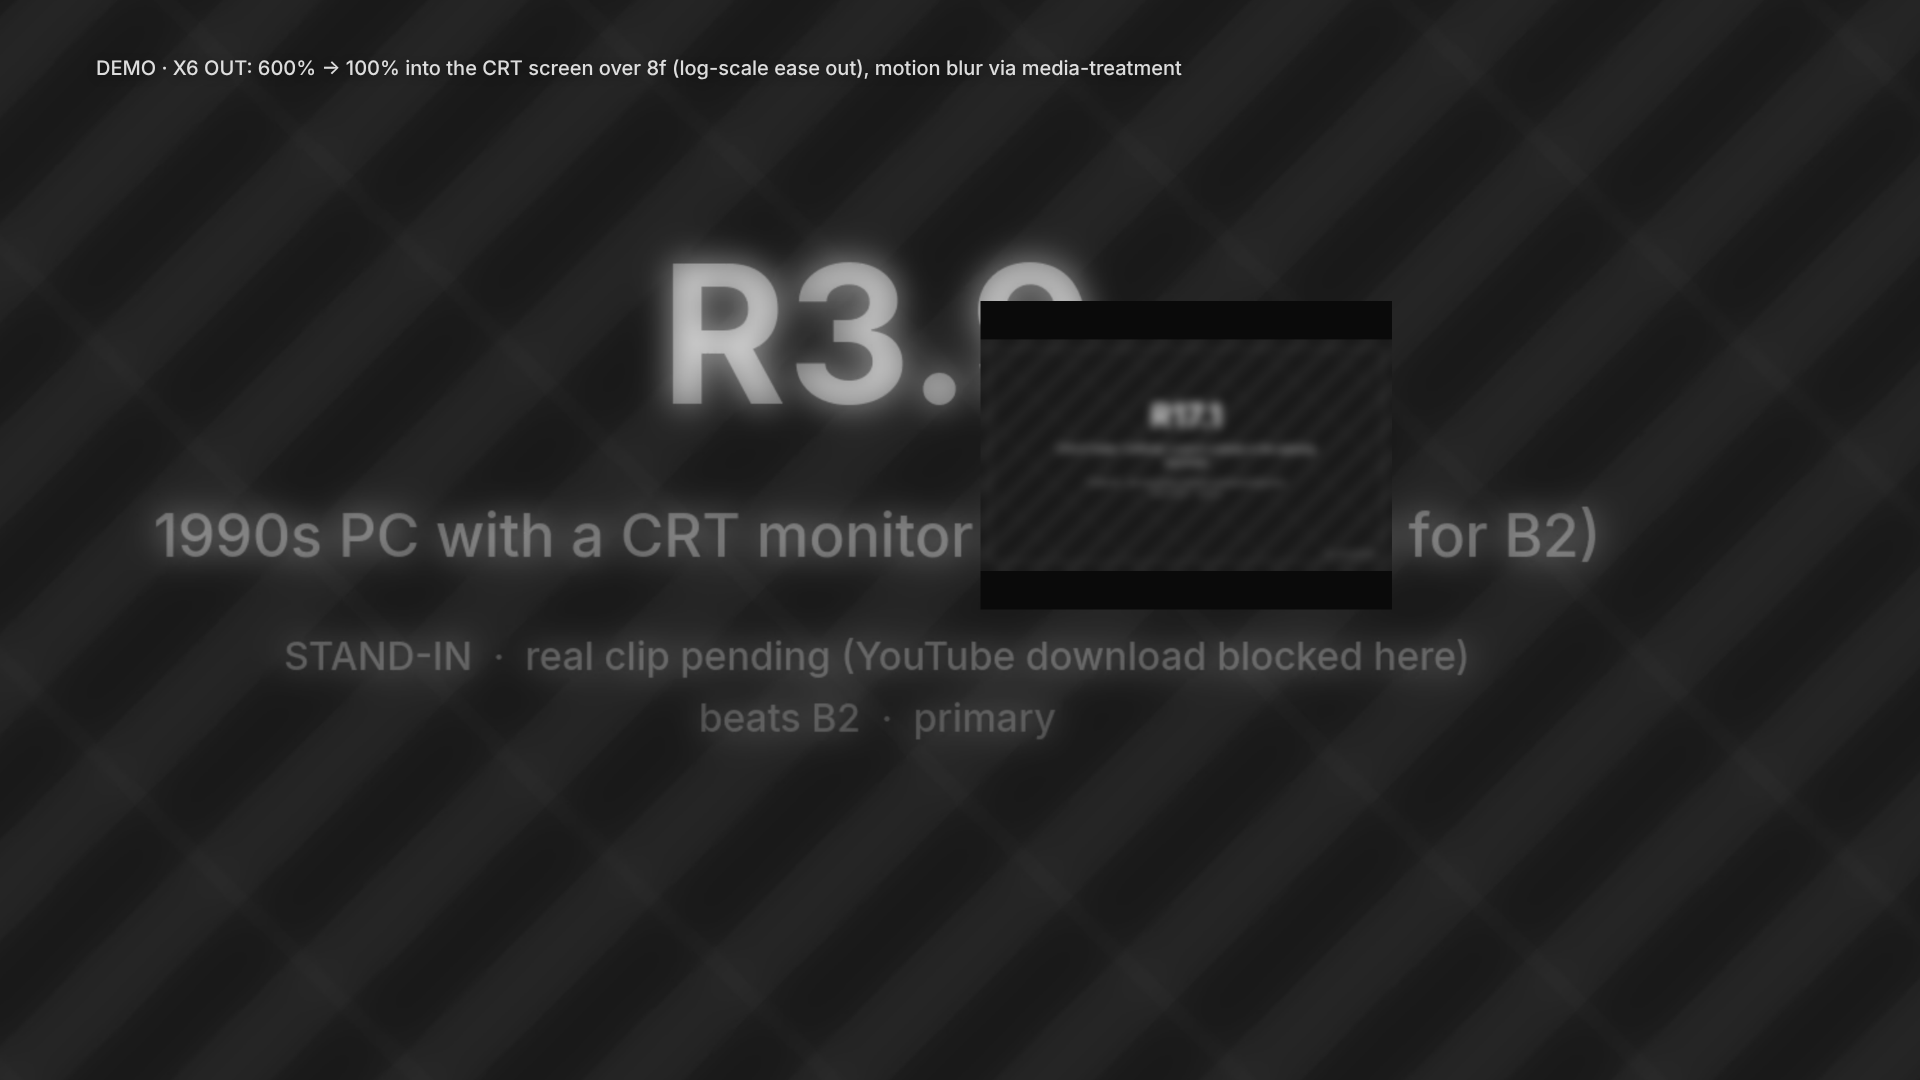 DEMO · X6 OUT: 600% → 100% into the CRT screen over 8f (log-scale ease out), motion blur via media-treatment
R3.
R17.1
1990s PC with a CRT monitor for B2)
STAND-IN · real clip pending (YouTube download blocked here)
beats B2 · primary